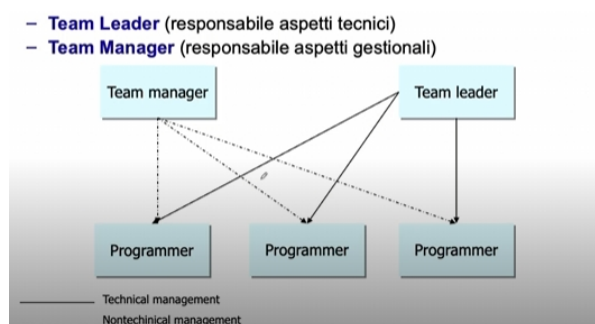 – Team Leader (responsabile aspetti tecnici)
– Team Manager (responsabile aspetti gestionali)
Team manager
Team leader
Programmer
Programmer
Programmer
Technical management
Nontechinical management